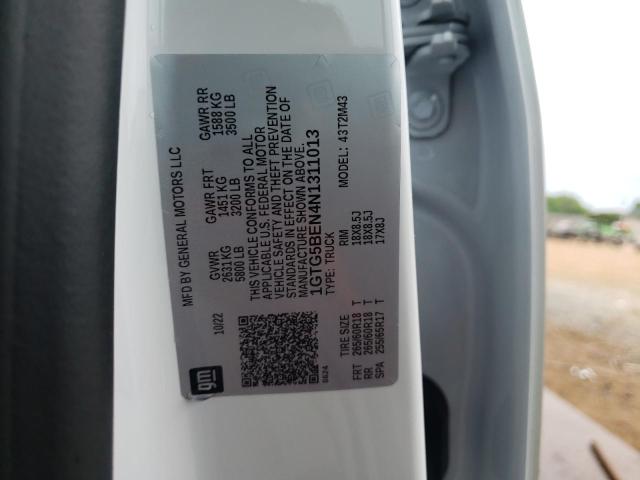 MFD BY GENERAL MOTORS LLC
10/22
GVWR GAWR FRT GAWR RR
2631 KG 1451 KG 1588 KG
5800 LB 3200 LB 3500 LB
THIS VEHICLE CONFORMS TO ALL
APPLICABLE U.S. FEDERAL MOTOR
VEHICLE SAFETY AND THEFT PREVENTION
STANDARDS IN EFFECT ON THE DATE OF
MANUFACTURE SHOWN ABOVE.
1GTG5BEN4N1311013
TYPE: TRUCK MODEL: 43T2M43
gm
8624
TIRE SIZE RIM
FRT 265/60R18 T 18X8.5J
RR 265/60R18 T 18X8.5J
SPA 255/65R17 T 17X8J